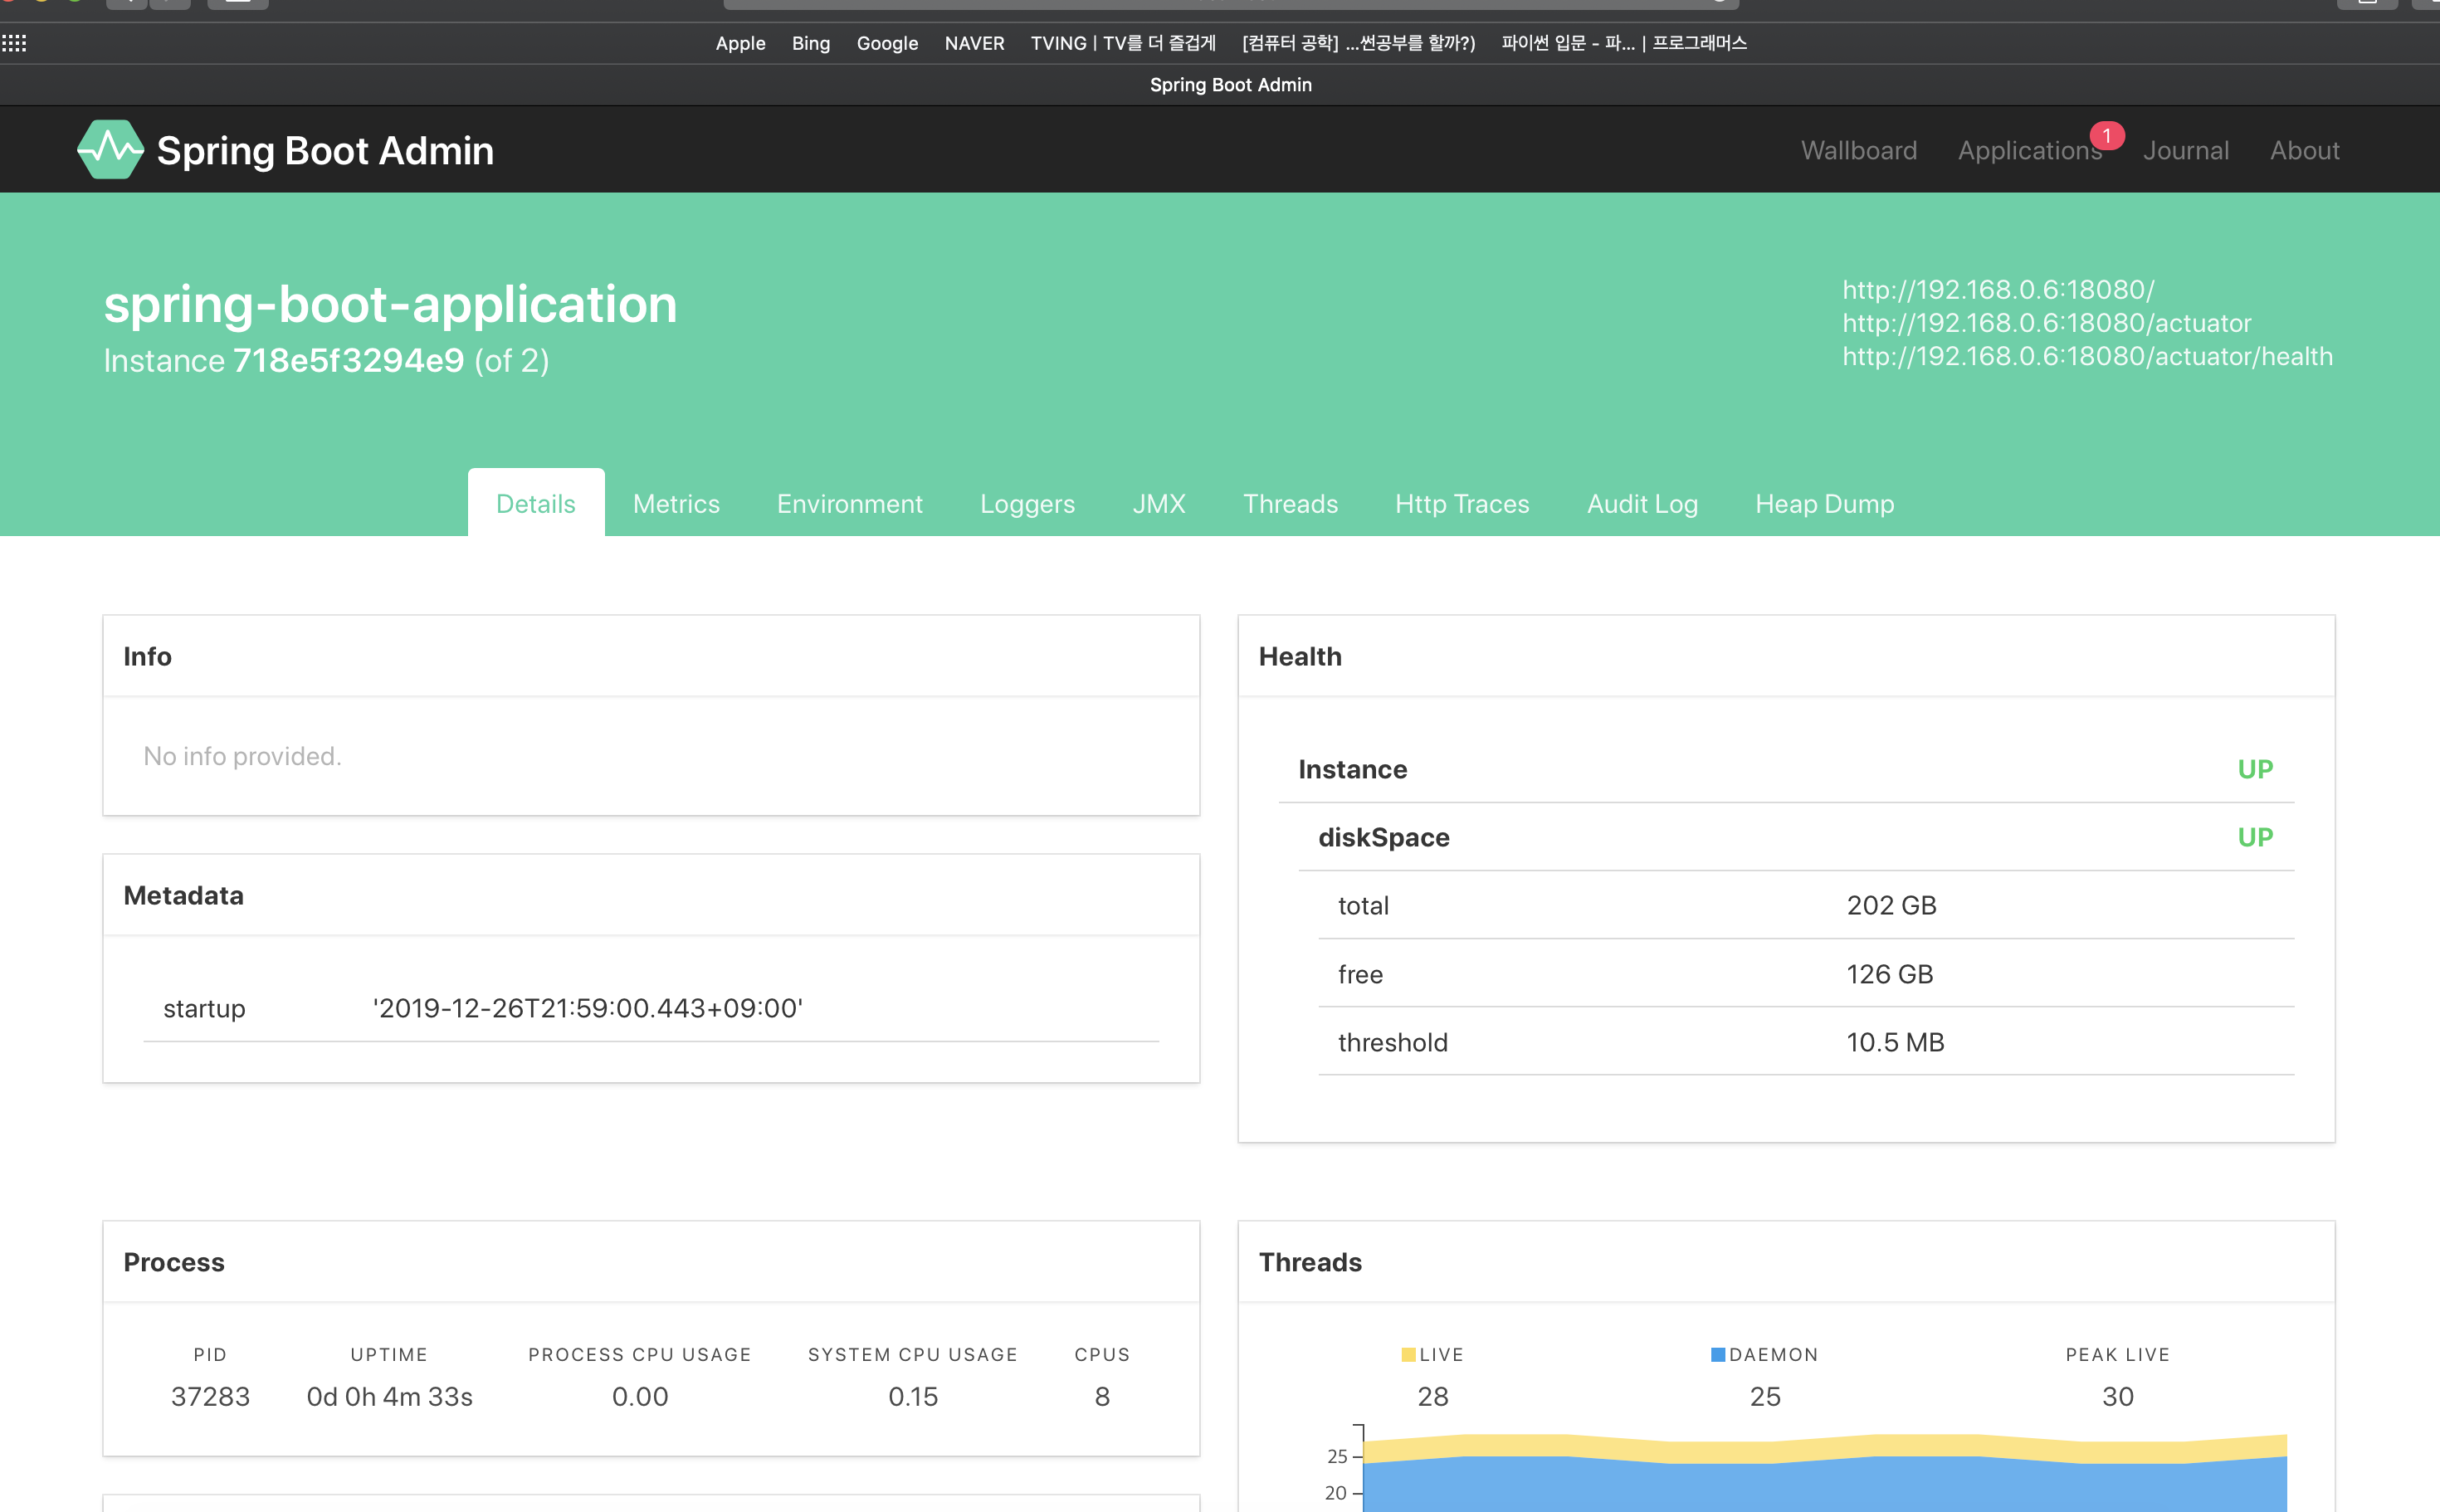 Apple Bing Google NAVER TVING | TV를 더 즐겁게 [컴퓨터 공학] ...썬공부를 할까?) 파이썬 입문 - 파... | 프로그래머스
Spring Boot Admin
Spring Boot Admin
Wallboard Applications 1 Journal About
spring-boot-application
Instance 718e5f3294e9 (of 2)
http://192.168.0.6:18080/
http://192.168.0.6:18080/actuator
http://192.168.0.6:18080/actuator/health
Details Metrics Environment Loggers JMX Threads Http Traces Audit Log Heap Dump
Info
No info provided.
Metadata
startup '2019-12-26T21:59:00.443+09:00'
Health
Instance UP
diskSpace UP
total 202 GB
free 126 GB
threshold 10.5 MB
Process
PID UPTIME PROCESS CPU USAGE SYSTEM CPU USAGE CPUS
37283 0d 0h 4m 33s 0.00 0.15 8
Threads
LIVE DAEMON PEAK LIVE
28 25 30
25
20